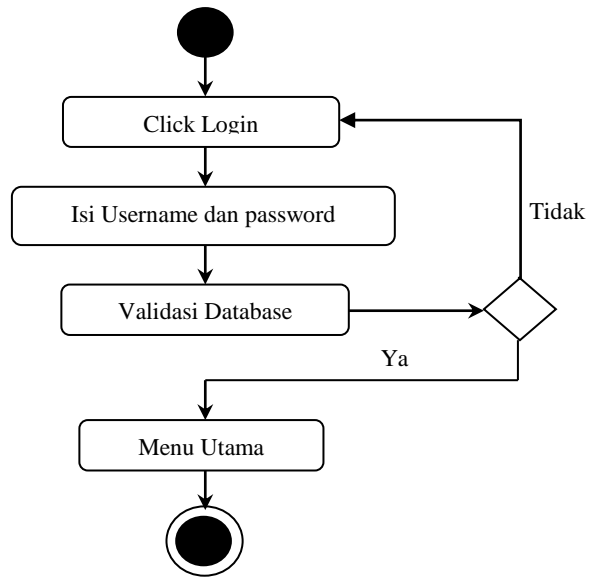 Click Login
Isi Username dan password
Tidak
Validasi Database
Ya
Menu Utama